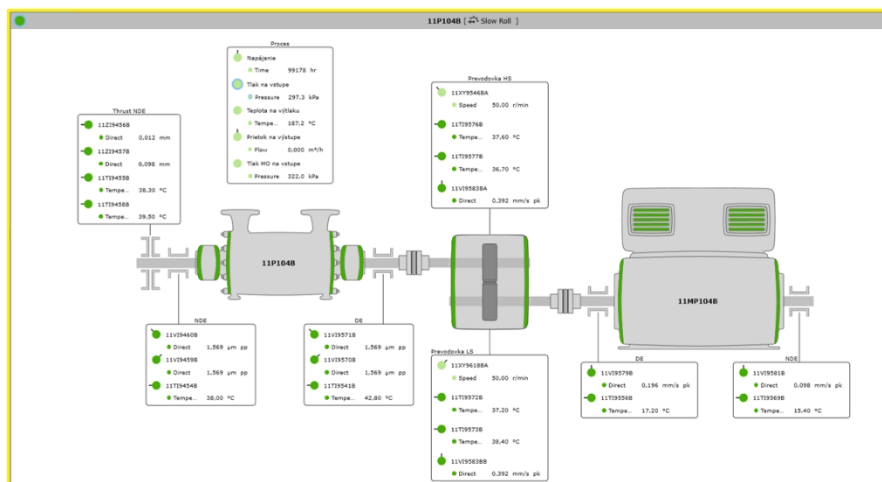 11P104B [ Slow Roll ]
Proces
Napájanie
Time 99176 hr
Tlak na vstupe
Pressure 297.3 kPa
Teplota na výtlaku
Tempe... 187.2 °C
Prietok na výstupe
Flow 0.000 m³/h
Tlak MO na vstupe
Pressure 322.0 kPa
Thrust NDE
11ZI9456B
Direct 0.012 mm
11ZI9457B
Direct 0.098 mm
11TI9455B
Tempe... 38.30 °C
11TI9458B
Tempe... 39.50 °C
Prevodovka HS
11XY9546BA
Speed 50.00 r/min
11TI9576B
Tempe... 37.60 °C
11TI9577B
Tempe... 36.70 °C
11VI9583BA
Direct 0.392 mm/s pk
11P104B
11MP104B
NDE
11VI9460B
Direct 1.569 µm pp
11VI9459B
Direct 1.569 µm pp
11TI9454B
Tempe... 38.00 °C
DE
11VI9571B
Direct 1.569 µm pp
11VI9570B
Direct 1.569 µm pp
11TI9541B
Tempe... 42.80 °C
Prevodovka LS
11XY9618BA
Speed 50.00 r/min
11TI9572B
Tempe... 37.20 °C
11TI9573B
Tempe... 38.40 °C
11VI9583BB
Direct 0.392 mm/s pk
DE
11VI9579B
Direct 0.196 mm/s pk
11TI9556B
Tempe... 17.20 °C
NDE
11VI9581B
Direct 0.098 mm/s pk
11TI9569B
Tempe... 15.40 °C